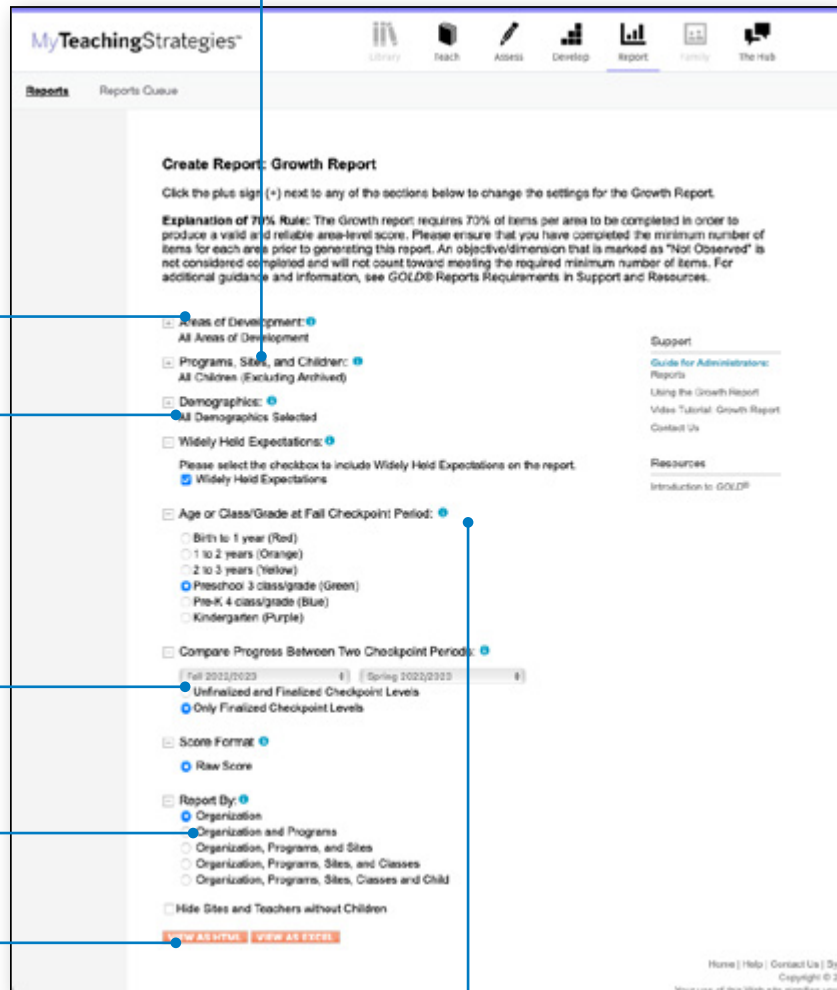 MyTeachingStrategies™
Library Teach Assess Develop Report Family The Hub
Reports Reports Queue
Create Report: Growth Report
Click the plus sign (+) next to any of the sections below to change the settings for the Growth Report.
Explanation of 70% Rule: The Growth report requires 70% of items per area to be completed in order to
produce a valid and reliable area-level score. Please ensure that you have completed the minimum number of
items for each area prior to generating this report. An objective/dimension that is marked as "Not Observed" is
not considered completed and will not count toward meeting the required minimum number of items. For
additional guidance and information, see GOLD® Reports Requirements in Support and Resources.
Areas of Development:
All Areas of Development
Programs, Sites, and Children:
All Children (Excluding Archived)
Demographics:
All Demographics Selected
Widely Held Expectations:
Please select the checkbox to include Widely Held Expectations on the report.
Widely Held Expectations
Age or Class/Grade at Fall Checkpoint Period:
Birth to 1 year (Red)
1 to 2 years (Orange)
2 to 3 years (Yellow)
Preschool 3 class/grade (Green)
Pre-K 4 class/grade (Blue)
Kindergarten (Purple)
Compare Progress Between Two Checkpoint Periods:
Fall 2022/2023 Spring 2022/2023
Unfinalized and Finalized Checkpoint Levels
Only Finalized Checkpoint Levels
Score Format
Raw Score
Report By:
Organization
Organization and Programs
Organization, Programs, and Sites
Organization, Programs, Sites, and Classes
Organization, Programs, Sites, Classes and Child
Hide Sites and Teachers without Children
VIEW AS HTML VIEW AS EXCEL
Support
Guide for Administrators:
Reports
Using the Growth Report
Video Tutorial: Growth Report
Contact Us
Resources
Introduction to GOLD®
Home | Help | Contact Us |
Copyright ©